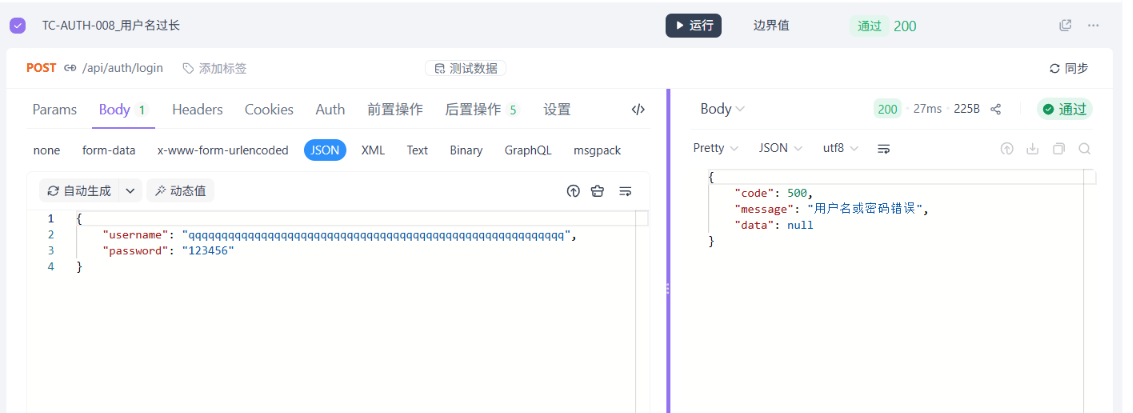 TC-AUTH-008_用户名过长 运行 边界值 通过 200
POST /api/auth/login 添加标签 测试数据 同步
Params Body 1 Headers Cookies Auth 前置操作 后置操作 5 设置 </>
Body 200 27ms 225B 通过
none form-data x-www-form-urlencoded JSON XML Text Binary GraphQL msgpack
Pretty JSON utf8
自动生成 动态值
1 {
2 "username": "qqqqqqqqqqqqqqqqqqqqqqqqqqqqqqqqqqqqqqqqqqqqqqqqqqqqqqqqq",
3 "password": "123456"
4 }
{
"code": 500,
"message": "用户名或密码错误",
"data": null
}